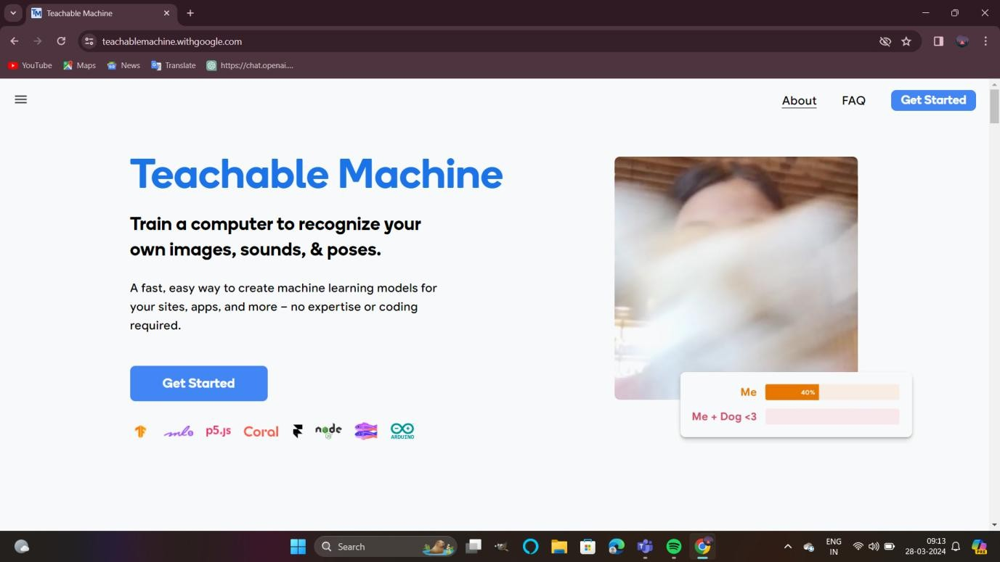 Teachable Machine
teachablemachine.withgoogle.com
YouTube Maps News Translate https://chat.openai....
About FAQ Get Started
Teachable Machine
Train a computer to recognize your
own images, sounds, & poses.
A fast, easy way to create machine learning models for
your sites, apps, and more – no expertise or coding
required.
Get Started
Me 40%
Me + Dog <3
p5.js Coral node ARDUINO
Search
ENG
IN
09:13
28-03-2024
PRE